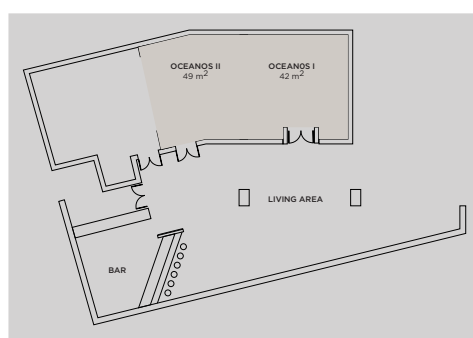 OCEANOS II
49 m2
OCEANOS I
42 m2
LIVING AREA
BAR